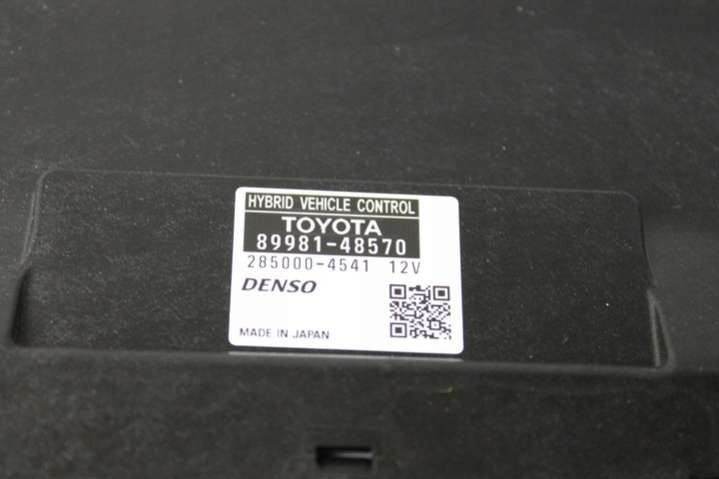 HYBRID VEHICLE CONTROL
TOYOTA
89981-48570
285000-4541 12V
DENSO
MADE IN JAPAN